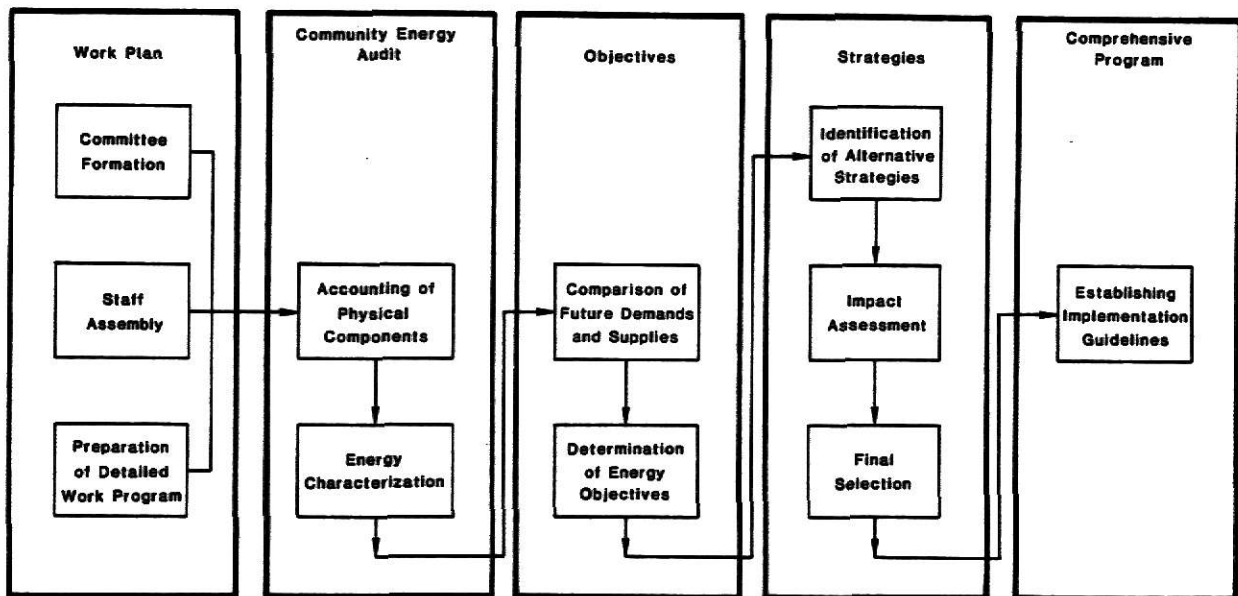 Work Plan
Committee
Formation
Staff
Assembly
Preparation
of Detailed
Work Program
Community Energy
Audit
Accounting of
Physical
Components
Energy
Characterization
Objectives
Comparison of
Future Demands
and Supplies
Determination
of Energy
Objectives
Strategies
Identification
of Alternative
Strategies
Impact
Assessment
Final
Selection
Comprehensive
Program
Establishing
Implementation
Guidelines